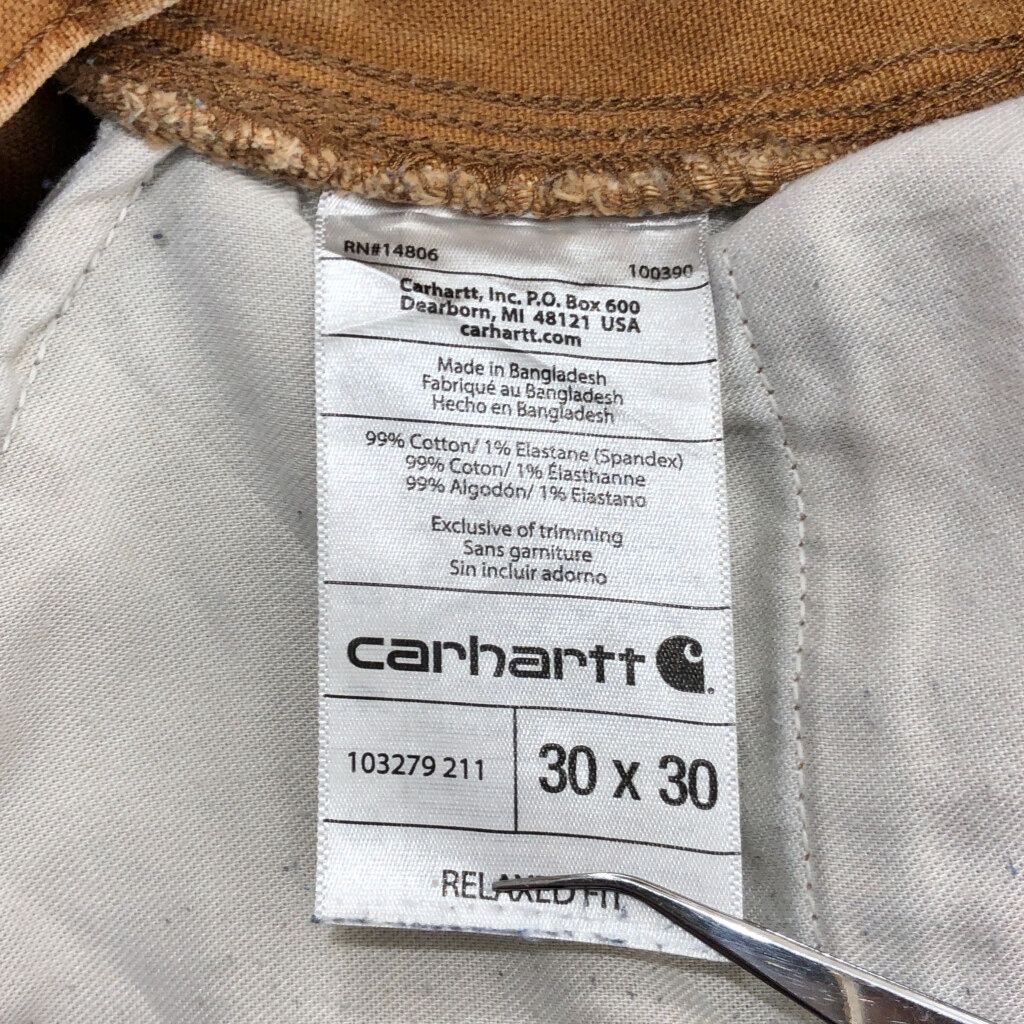 RN#14806
100390
Carhartt, Inc. P.O. Box 600
Dearborn, MI 48121 USA
carhartt.com
Made in Bangladesh
Fabriqué au Bangladesh
Hecho en Bangladesh
99% Cotton/ 1% Elastane (Spandex)
99% Coton/ 1% Élasthanne
99% Algodón/ 1% Elastano
Exclusive of trimming
Sans garniture
Sin incluir adorno
carhartt
103279 211
30 x 30
RELAXED FIT